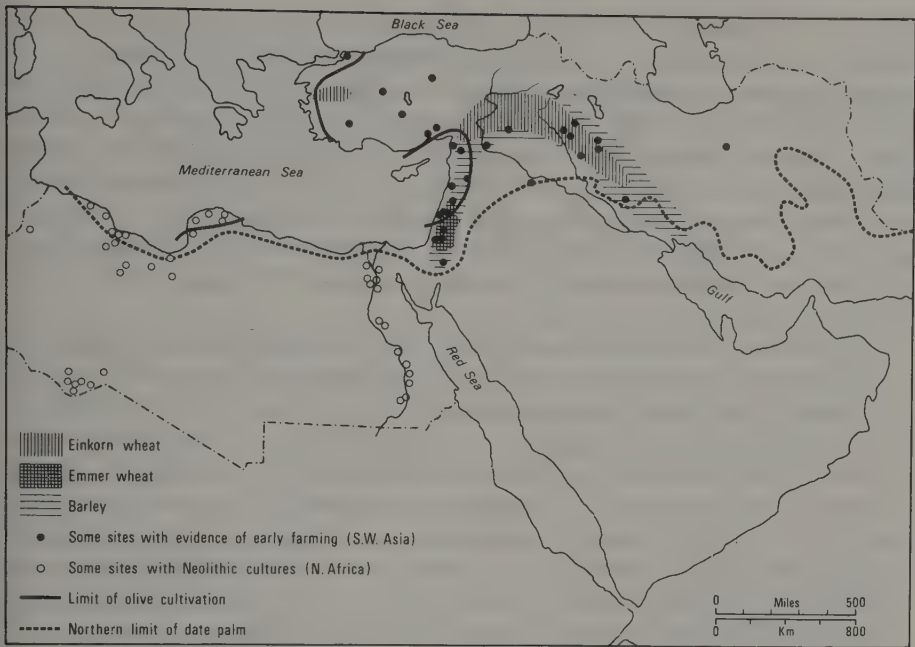 Black Sea
Mediterranean Sea
Gulf
Red Sea
Einkorn wheat
Emmer wheat
Barley
Some sites with evidence of early farming (S.W. Asia)
Some sites with Neolithic cultures (N. Africa)
Limit of olive cultivation
Northern limit of date palm
0 Miles 500
0 Km 800